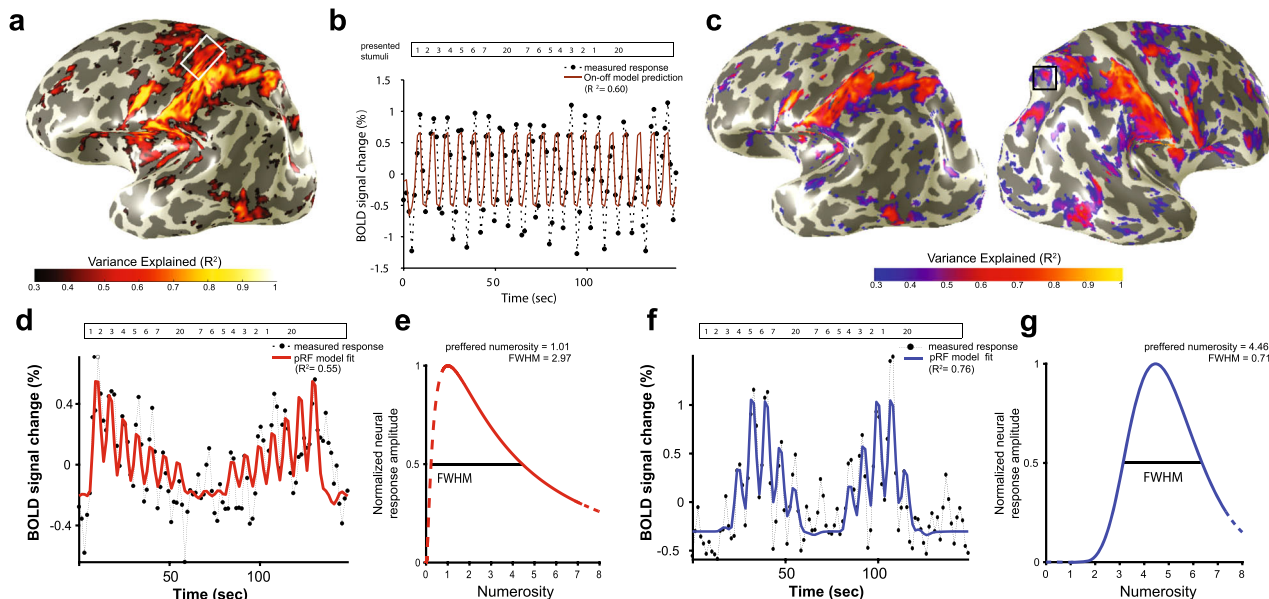 a
Variance Explained (R²)
0.3 0.4 0.5 0.6 0.7 0.8 0.9 1
b
presented
stumuli
1 2 3 4 5 6 7 20 7 6 5 4 3 2 1 20
measured response
On-off model prediction
(R²= 0.60)
BOLD signal change (%)
1.5
1
0.5
0
-0.5
-1
-1.5
0 50 100
Time (sec)
c
Variance Explained (R²)
0.3 0.4 0.5 0.6 0.7 0.8 0.9 1
d
1 2 3 4 5 6 7 20 7 6 5 4 3 2 1 20
measured response
pRF model fit
(R²= 0.55)
BOLD signal change (%)
0.4
0
-0.4
50 100
Time (sec)
e
preffered numerosity = 1.01
FWHM = 2.97
Normalized neural
response amplitude
1
0.5
0
FWHM
0 1 2 3 4 5 6 7 8
Numerosity
f
1 2 3 4 5 6 7 20 7 6 5 4 3 2 1 20
measured response
pRF model fit
(R²= 0.76)
BOLD signal change (%)
1
0.5
0
-0.5
50 100
Time (sec)
g
preffered numerosity = 4.46
FWHM = 0.71
Normalized neural
response amplitude
1
0.5
0
FWHM
0 1 2 3 4 5 6 7 8
Numerosity